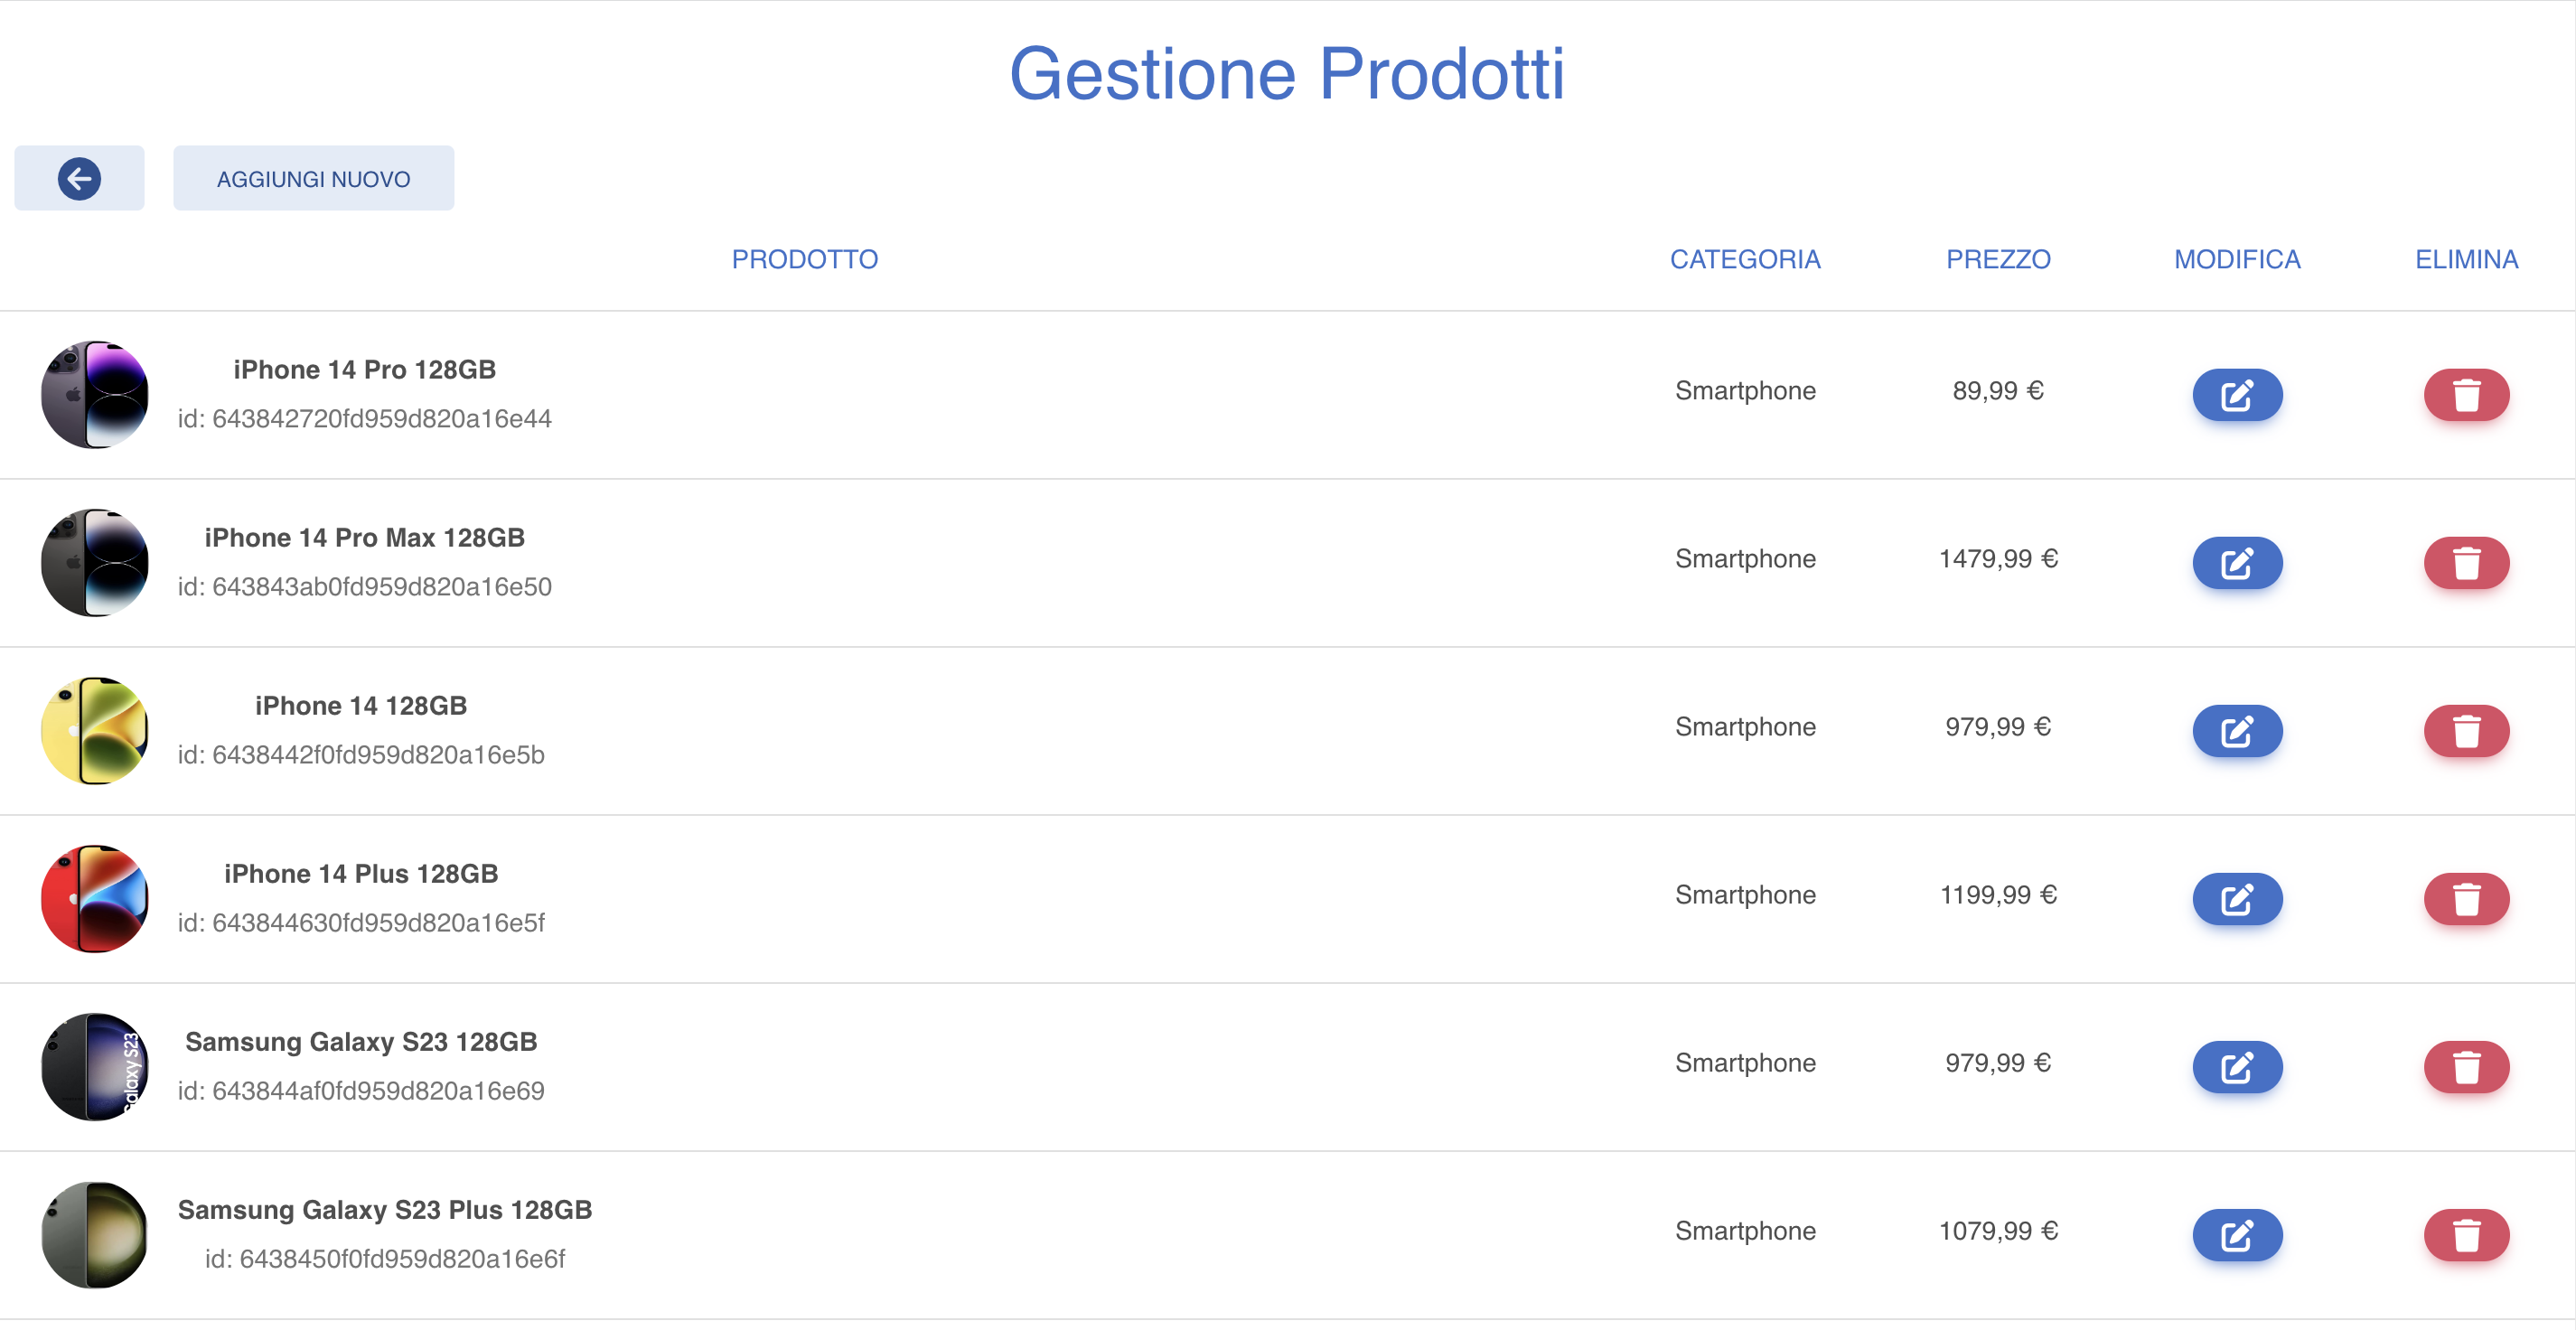 Gestione Prodotti
AGGIUNGI NUOVO
PRODOTTO CATEGORIA PREZZO MODIFICA ELIMINA
iPhone 14 Pro 128GB
id: 643842720fd959d820a16e44
Smartphone 89,99 €
iPhone 14 Pro Max 128GB
id: 643843ab0fd959d820a16e50
Smartphone 1479,99 €
iPhone 14 128GB
id: 6438442f0fd959d820a16e5b
Smartphone 979,99 €
iPhone 14 Plus 128GB
id: 643844630fd959d820a16e5f
Smartphone 1199,99 €
Galaxy S23
Samsung Galaxy S23 128GB
id: 643844af0fd959d820a16e69
Smartphone 979,99 €
Samsung Galaxy S23 Plus 128GB
id: 6438450f0fd959d820a16e6f
Smartphone 1079,99 €